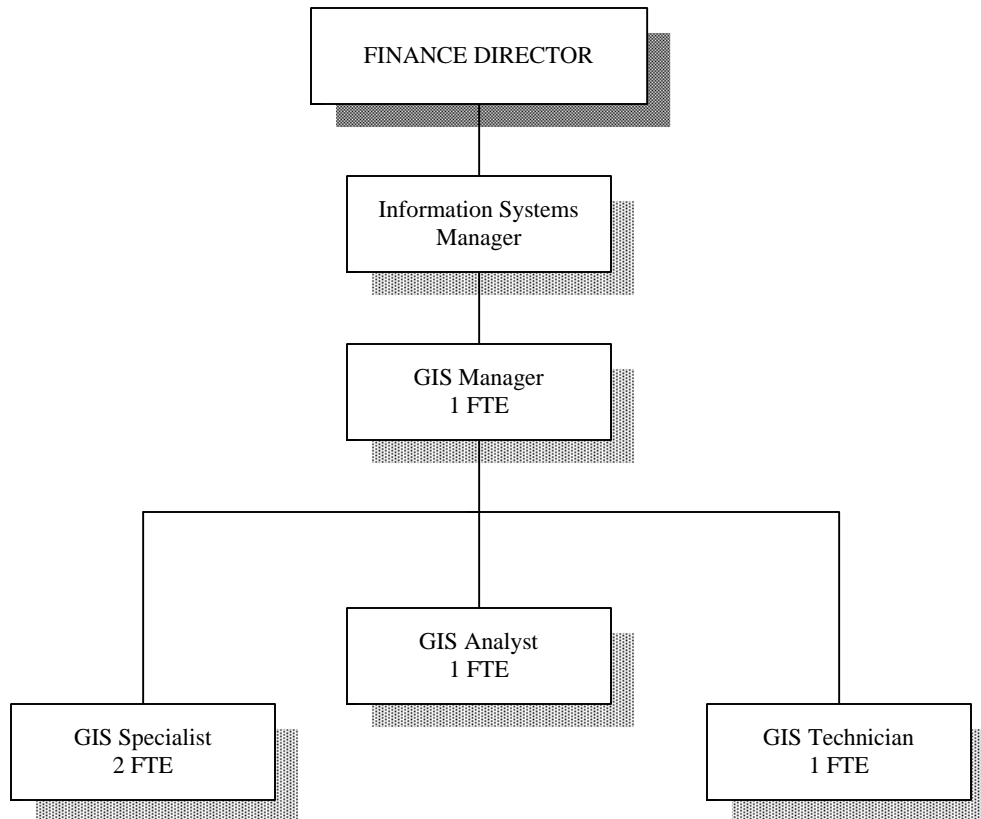 FINANCE DIRECTOR
Information Systems
Manager
GIS Manager
1 FTE
GIS Analyst
1 FTE
GIS Specialist
2 FTE
GIS Technician
1 FTE